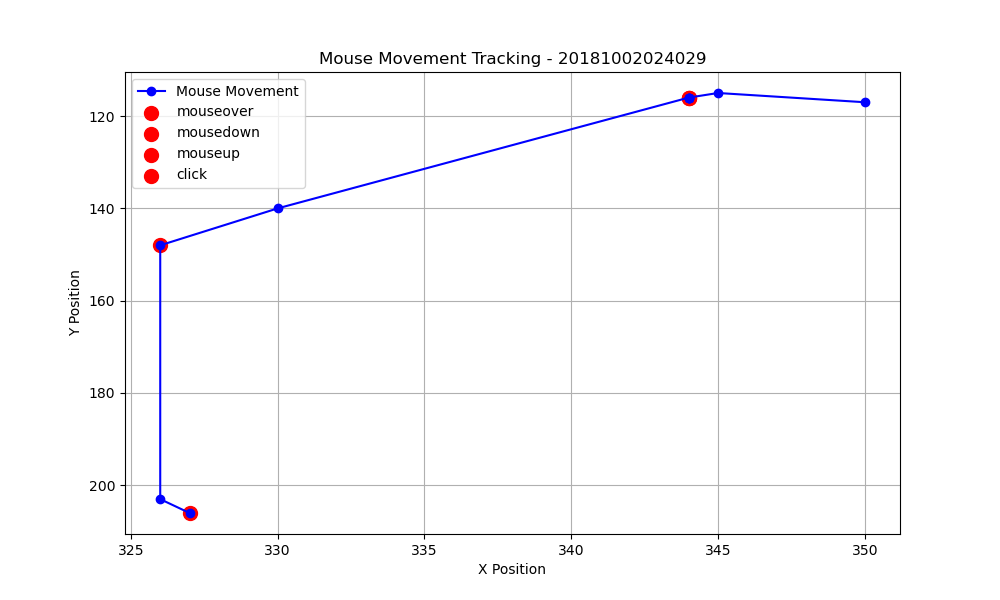 Mouse Movement Tracking - 20181002024029
Mouse Movement
mouseover
mousedown
mouseup
click
120
140
160
180
200
Y Position
325 330 335 340 345 350
X Position